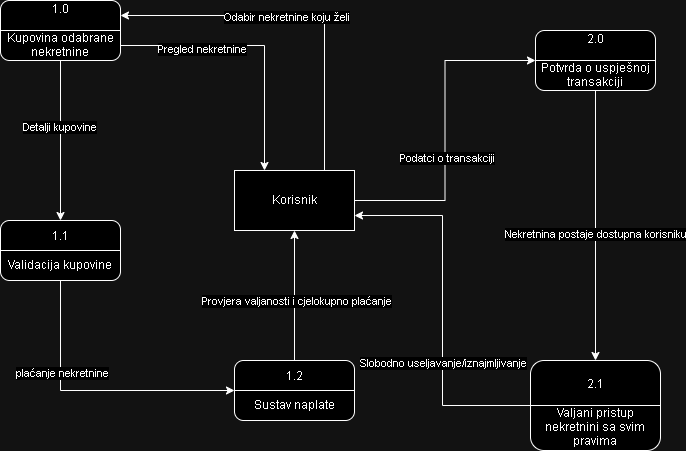 1.0
Kupovina odabrane
nekretnine
Odabir nekretnine koju želi
Pregled nekretnine
2.0
Potvrda o uspješnoj
transakciji
Detalji kupovine
Podatci o transakciji
Korisnik
1.1
Validacija kupovine
Nekretnina postaje dostupna korisniku
Provjera valjanosti i cjelokupno plaćanje
plaćanje nekretnine
Slobodno useljavanje/iznajmljivanje
1.2
Sustav naplate
2.1
Valjani pristup
nekretnini sa svim
pravima